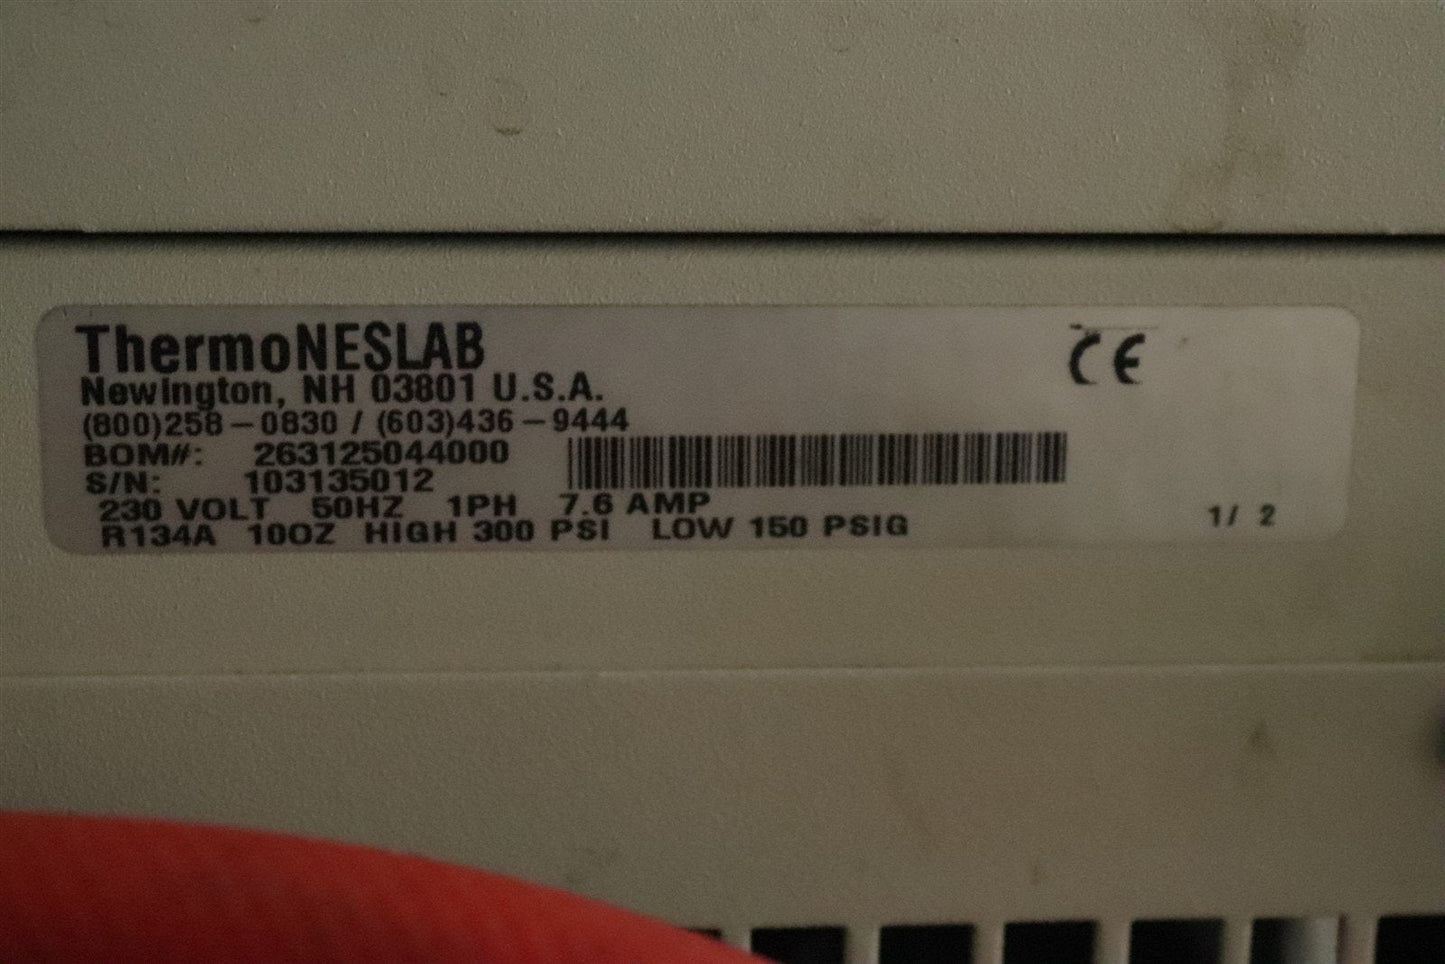 ThermoNESLAB
CE
Newington, NH 03801 U.S.A.
(800)258-0830 / (603)436-9444
BOM#: 263125044000
S/N: 103135012
230 VOLT 50HZ 1PH 7.6 AMP
R134A 10OZ HIGH 300 PSI LOW 150 PSIG
1/ 2